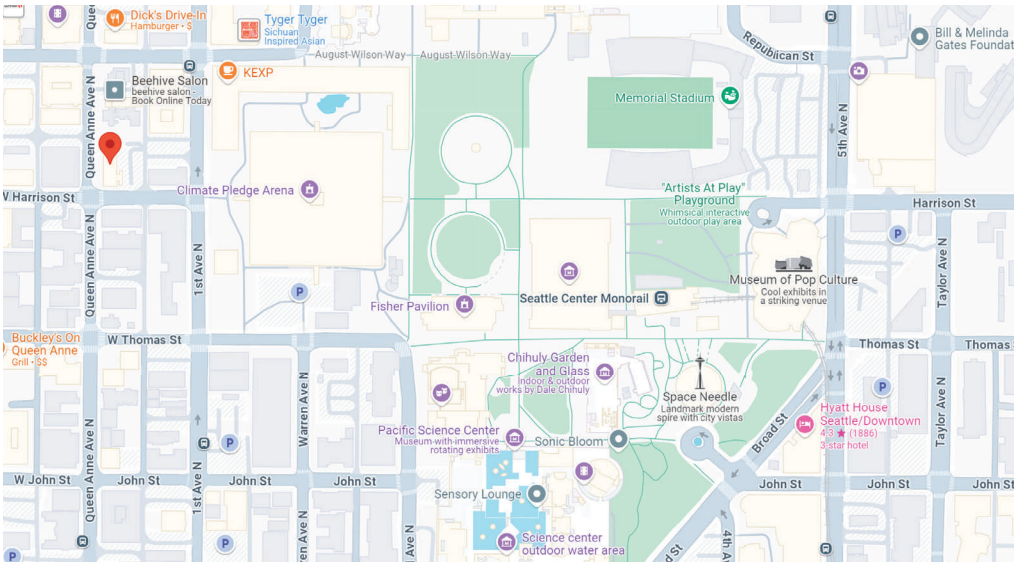 Dick's Drive-In
Hamburger • $
Tyger Tyger
Sichuan
Inspired Asian
August-Wilson-Way
August-Wilson-Way
Republican St
Bill & Melinda
Gates Foundat
KEXP
Beehive Salon
beehive salon -
Book Online Today
Queen Anne Ave N
Memorial Stadium
5th Ave N
W Harrison St
Climate Pledge Arena
"Artists At Play"
Playground
Whimsical interactive
outdoor play area
Harrison St
P
Queen Anne Ave N
1st Ave N
P
Museum of Pop Culture
Cool exhibits in
a striking venue
Taylor Ave N
Seattle Center Monorail
Fisher Pavilion
Buckley's On
Queen Anne
Grill • $$
W Thomas St
Thomas St
Thomas
Chihuly Garden
and Glass
Indoor & outdoor
works by Dale Chihuly
Space Needle
Landmark modern
spire with city vistas
P
Warren Ave N
Broad St
Hyatt House
Seattle/Downtown
4.3 ★ (1886)
3-star hotel
Taylor Ave N
Pacific Science Center
Museum with immersive
rotating exhibits
Sonic Bloom
P
W John St
John St
John St
John St
John St
Queen Anne Ave N
1st Ave N
Sensory Lounge
P
P
Warren Ave N
Ave N
Science center
outdoor water area
d St
4th Av